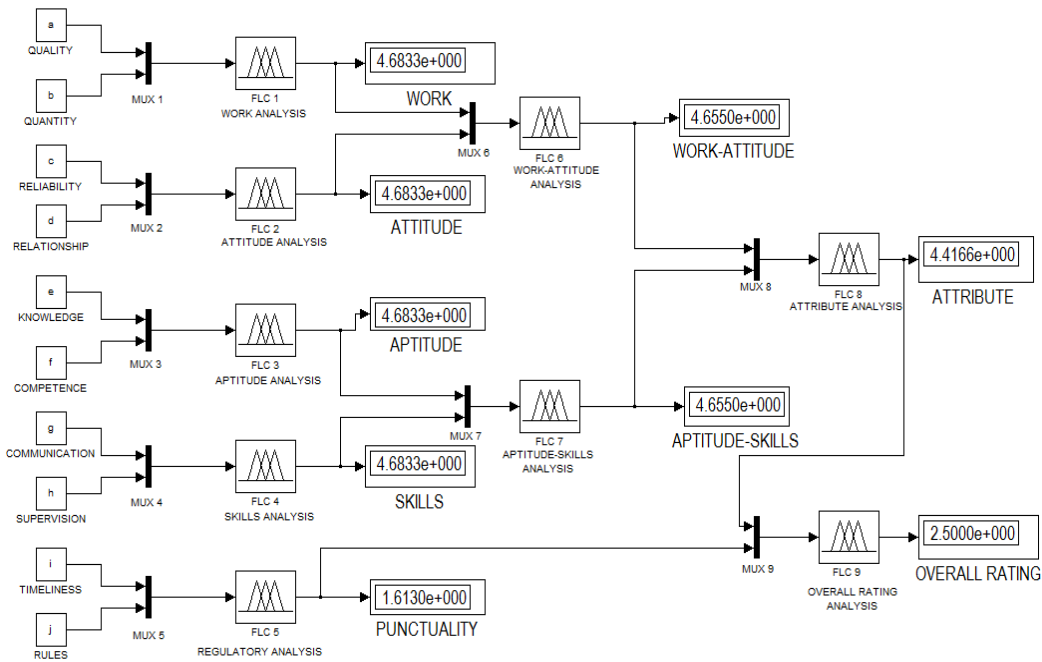 a
QUALITY
b
QUANTITY
MUX 1
FLC 1
WORK ANALYSIS
4.6833e+000
WORK
c
RELIABILITY
d
RELATIONSHIP
MUX 2
FLC 2
ATTITUDE ANALYSIS
4.6833e+000
ATTITUDE
MUX 6
FLC 6
WORK-ATTITUDE
ANALYSIS
4.6550e+000
WORK-ATTITUDE
e
KNOWLEDGE
f
COMPETENCE
MUX 3
FLC 3
APTITUDE ANALYSIS
4.6833e+000
APTITUDE
g
COMMUNICATION
h
SUPERVISION
MUX 4
FLC 4
SKILLS ANALYSIS
4.6833e+000
SKILLS
MUX 7
FLC 7
APTITUDE-SKILLS
ANALYSIS
4.6550e+000
APTITUDE-SKILLS
MUX 8
FLC 8
ATTRIBUTE ANALYSIS
4.4166e+000
ATTRIBUTE
i
TIMELINESS
j
RULES
MUX 5
FLC 5
REGULATORY ANALYSIS
1.6130e+000
PUNCTUALITY
MUX 9
FLC 9
OVERALL RATING
ANALYSIS
2.5000e+000
OVERALL RATING